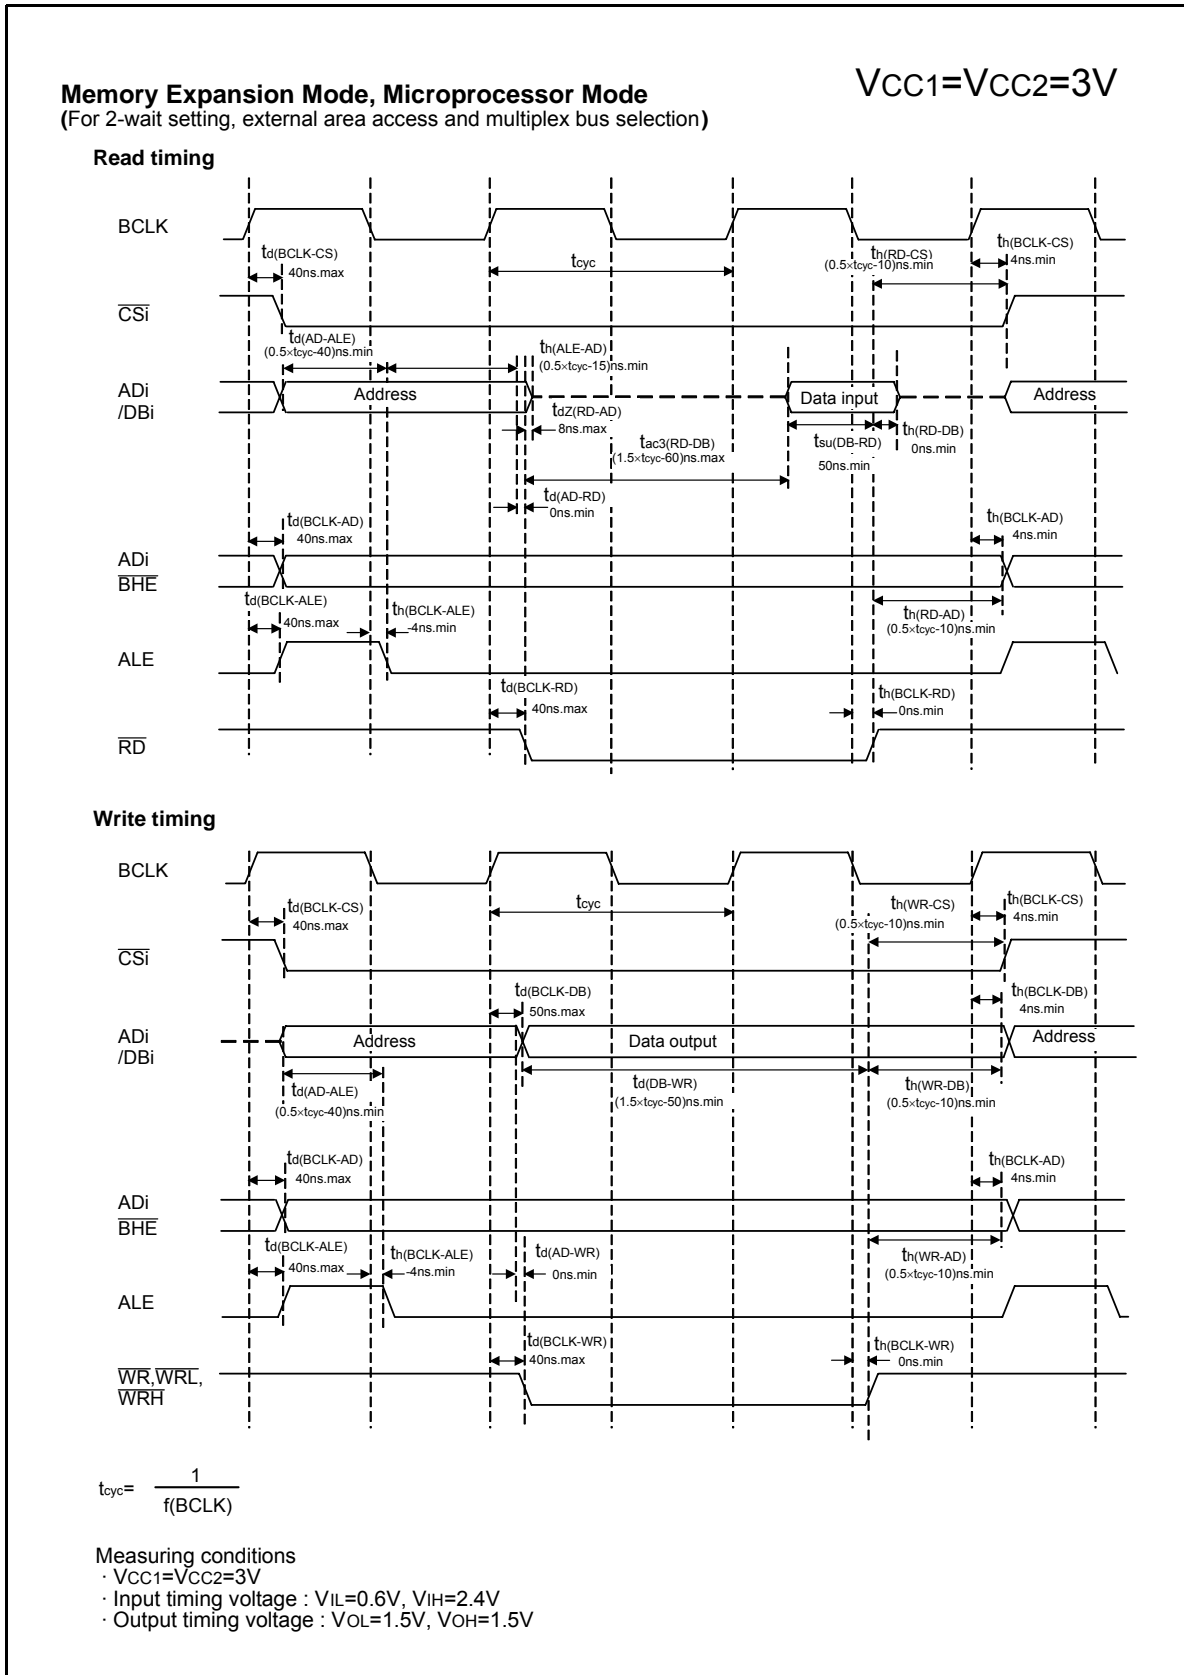 VCC1=VCC2=3V
Memory Expansion Mode, Microprocessor Mode
(For 2-wait setting, external area access and multiplex bus selection)
Read timing
BCLK
td(BCLK-CS)
40ns.max
tcyc
th(RD-CS)
(0.5×tcyc-10)ns.min
th(BCLK-CS)
4ns.min
CSi
td(AD-ALE)
(0.5×tcyc-40)ns.min
th(ALE-AD)
(0.5×tcyc-15)ns.min
ADi
/DBi
Address
Data input
Address
tdZ(RD-AD)
8ns.max
tac3(RD-DB)
(1.5×tcyc-60)ns.max
tsu(DB-RD)
50ns.min
th(RD-DB)
0ns.min
td(AD-RD)
0ns.min
td(BCLK-AD)
40ns.max
th(BCLK-AD)
4ns.min
ADi
BHE
td(BCLK-ALE)
40ns.max
th(BCLK-ALE)
-4ns.min
th(RD-AD)
(0.5×tcyc-10)ns.min
ALE
td(BCLK-RD)
40ns.max
th(BCLK-RD)
0ns.min
RD
Write timing
BCLK
td(BCLK-CS)
40ns.max
tcyc
th(WR-CS)
(0.5×tcyc-10)ns.min
th(BCLK-CS)
4ns.min
CSi
td(BCLK-DB)
50ns.max
th(BCLK-DB)
4ns.min
ADi
/DBi
Address
Data output
Address
td(AD-ALE)
(0.5×tcyc-40)ns.min
td(DB-WR)
(1.5×tcyc-50)ns.min
th(WR-DB)
(0.5×tcyc-10)ns.min
td(BCLK-AD)
40ns.max
th(BCLK-AD)
4ns.min
ADi
BHE
td(BCLK-ALE)
40ns.max
th(BCLK-ALE)
-4ns.min
td(AD-WR)
0ns.min
th(WR-AD)
(0.5×tcyc-10)ns.min
ALE
td(BCLK-WR)
40ns.max
th(BCLK-WR)
0ns.min
WR,WRL,
WRH
tcyc= 1
f(BCLK)
Measuring conditions
· VCC1=VCC2=3V
· Input timing voltage : VIL=0.6V, VIH=2.4V
· Output timing voltage : VOL=1.5V, VOH=1.5V